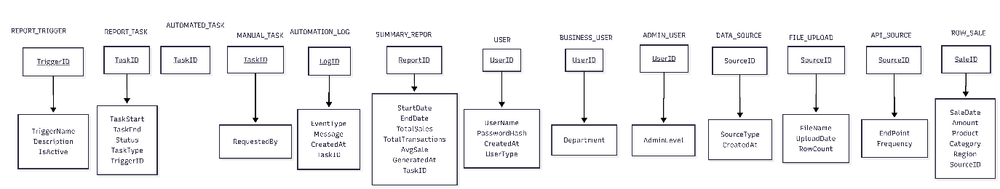 REPORT_TRIGGER
TriggerID
TriggerName
Description
IsActive
REPORT_TASK
TaskID
TaskStart
TaskEnd
Status
TaskType
TriggerID
AUTOMATED_TASK
TaskID
MANUAL_TASK
TaskID
RequestedBy
AUTOMATION_LOG
LogID
EventType
Message
CreatedAt
TaskID
SUMMARY_REPOR
ReportID
StartDate
EndDate
TotalSales
TotalTransactions
AvgSale
GeneratedAt
TaskID
USER
UserID
UserName
PasswordHash
CreatedAt
UserType
BUSINESS_USER
UserID
Department
ADMIN_USER
UserID
AdminLevel
DATA_SOURCE
SourceID
SourceType
CreatedAt
FILE_UPLOAD
SourceID
FileName
UploadDate
RowCount
API_SOURCE
SourceID
EndPoint
Frequency
ROW_SALE
SaleID
SaleDate
Amount
Product
Category
Region
SourceID